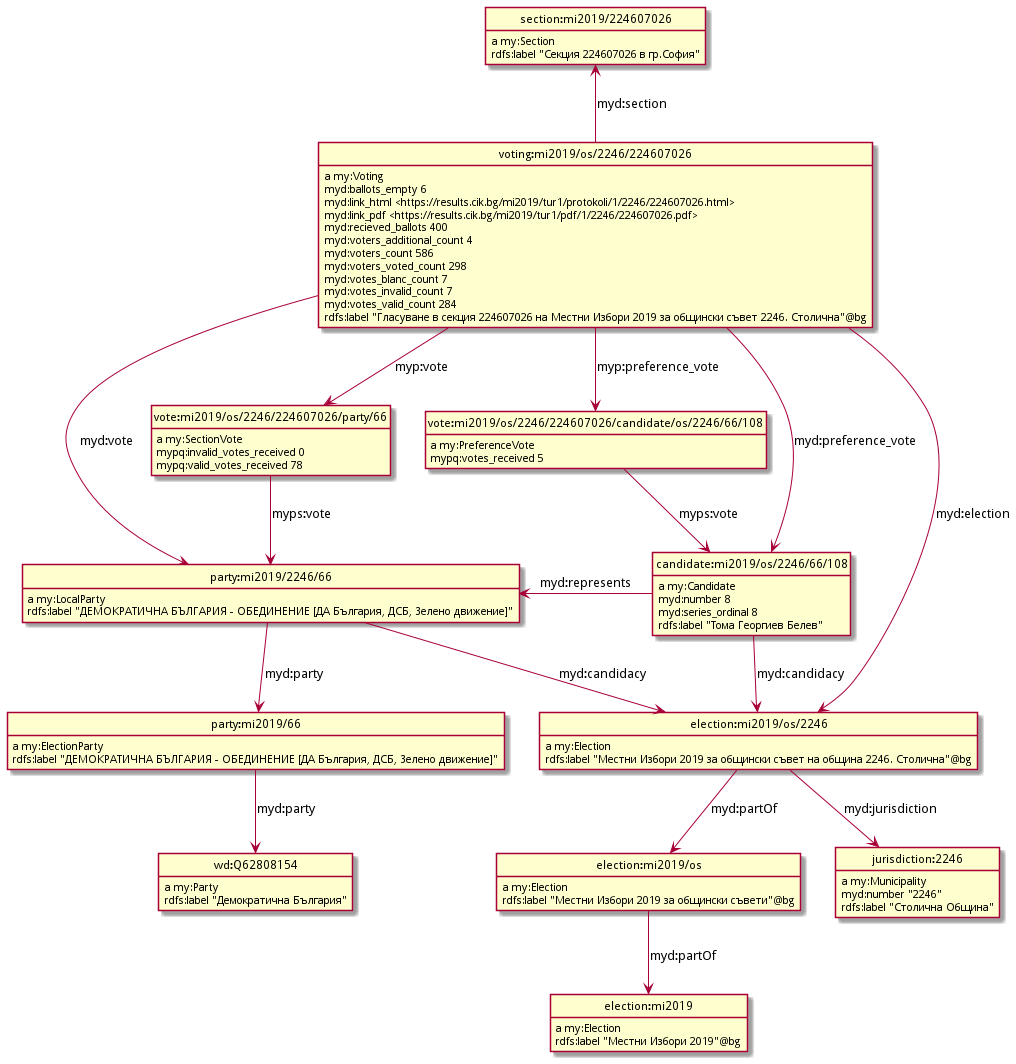 section:mi2019/224607026
a my:Section
rdfs:label "Секция 224607026 в гр.София"
myd:section
voting:mi2019/os/2246/224607026
a my:Voting
myd:ballots_empty 6
myd:link_html <https://results.cik.bg/mi2019/tur1/protokoli/1/2246/224607026.html>
myd:link_pdf <https://results.cik.bg/mi2019/tur1/pdf/1/2246/224607026.pdf>
myd:recieved_ballots 400
myd:voters_additional_count 4
myd:voters_count 586
myd:voters_voted_count 298
myd:votes_blanc_count 7
myd:votes_invalid_count 7
myd:votes_valid_count 284
rdfs:label "Гласуване в секция 224607026 на Местни Избори 2019 за общински съвет 2246. Столична"@bg
myp:vote
myp:preference_vote
myd:vote
myd:preference_vote
myd:election
vote:mi2019/os/2246/224607026/party/66
a my:SectionVote
mypq:invalid_votes_received 0
mypq:valid_votes_received 78
vote:mi2019/os/2246/224607026/candidate/os/2246/66/108
a my:PreferenceVote
mypq:votes_received 5
myps:vote
myps:vote
party:mi2019/2246/66
a my:LocalParty
rdfs:label "ДЕМОКРАТИЧНА БЪЛГАРИЯ - ОБЕДИНЕНИЕ [ДА България, ДСБ, Зелено движение]"
myd:represents
candidate:mi2019/os/2246/66/108
a my:Candidate
myd:number 8
myd:series_ordinal 8
rdfs:label "Тома Георгиев Белев"
myd:party
myd:candidacy
myd:candidacy
party:mi2019/66
a my:ElectionParty
rdfs:label "ДЕМОКРАТИЧНА БЪЛГАРИЯ - ОБЕДИНЕНИЕ [ДА България, ДСБ, Зелено движение]"
election:mi2019/os/2246
a my:Election
rdfs:label "Местни Избори 2019 за общински съвет на община 2246. Столична"@bg
myd:party
myd:partOf
myd:jurisdiction
wd:Q62808154
a my:Party
rdfs:label "Демократична България"
election:mi2019/os
a my:Election
rdfs:label "Местни Избори 2019 за общински съвети"@bg
jurisdiction:2246
a my:Municipality
myd:number "2246"
rdfs:label "Столична Община"
myd:partOf
election:mi2019
a my:Election
rdfs:label "Местни Избори 2019"@bg